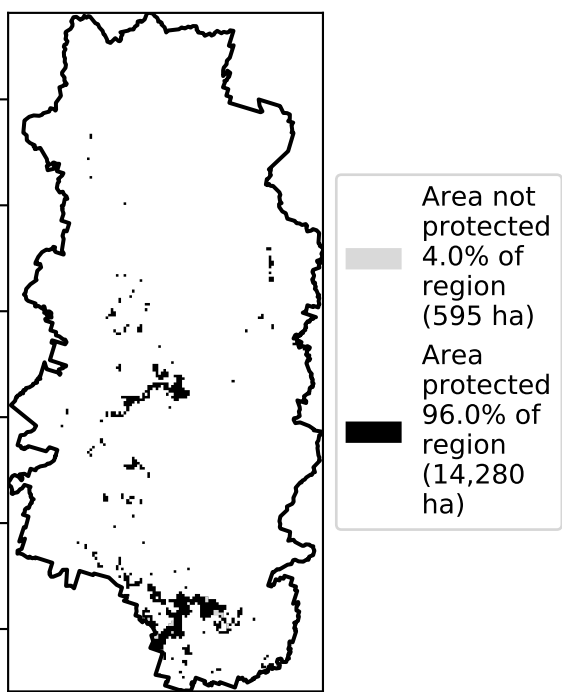 Area not
protected
4.0% of
region
(595 ha)
Area
protected
96.0% of
region
(14,280
ha)